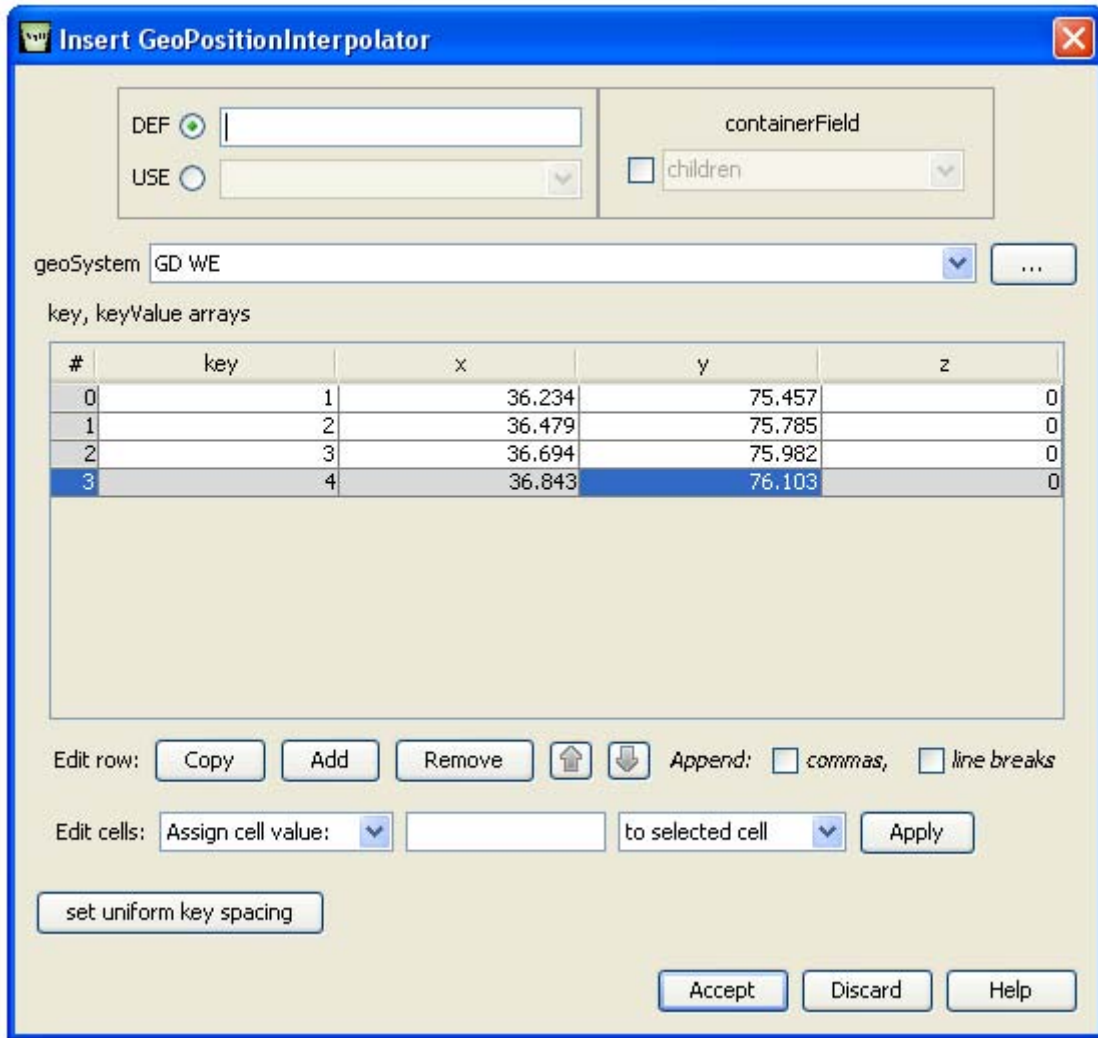 Insert GeoPositionInterpolator
DEF
containerField
USE
children
geoSystem GD WE ...
key, keyValue arrays
# key x y z
0 1 36.234 75.457 0
1 2 36.479 75.785 0
2 3 36.694 75.982 0
3 4 36.843 76.103 0
Edit row: Copy Add Remove Append: commas, line breaks
Edit cells: Assign cell value: to selected cell Apply
set uniform key spacing
Accept Discard Help